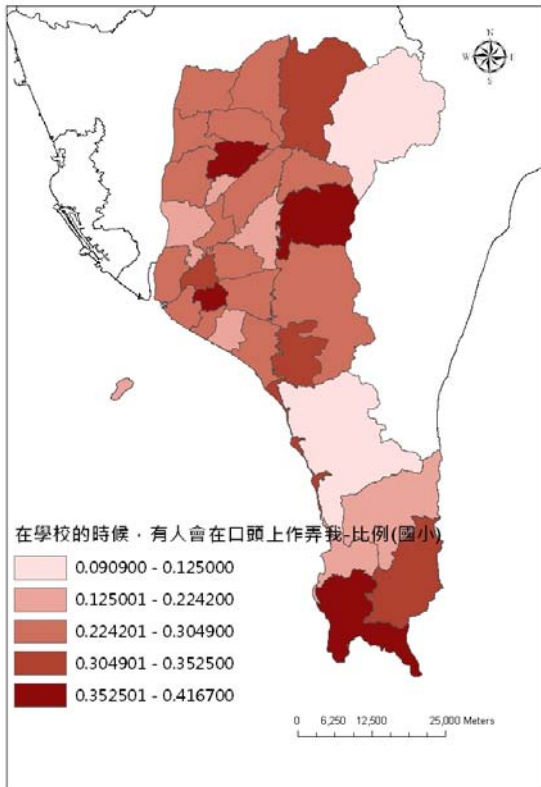 N
W
E
S
在學校的時候，有人會在口頭上作弄我-比例(國小)
0.090900 - 0.125000
0.125001 - 0.224200
0.224201 - 0.304900
0.304901 - 0.352500
0.352501 - 0.416700
0 6,250 12,500 25,000 Meters